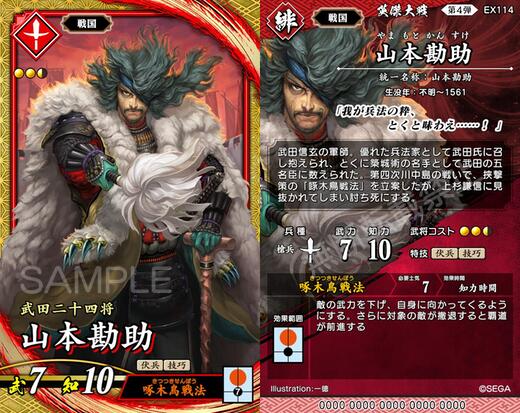 戦国
SAMPLE
武田二十四将
山本勘助
伏兵 技巧
武7 知10
きつつきせんぽう
啄木鳥戦法
7
緋
戦国
英傑大戦
第4弾
EX114
やまもとかんすけ
山本勘助
統一名称:山本勘助
生没年:不明~1561
「我が兵法の粋、
とくと味わえ……!」
武田信玄の軍師。優れた兵法家として武田氏に召
し抱えられ、とくに築城術の名手として武田の五
名臣に数えられた。第四次川中島の戦いで、挟撃
策の「啄木鳥戦法」を立案したが、上杉謙信に見
抜かれてしまい討ち死にする。
兵種 武力 知力 武将コスト
槍兵 7 10 特技 伏兵 技巧
きつつきせんぽう 必要士気 効果時間
啄木鳥戦法 7 知力時間
効果範囲
敵の武力を下げ、自身に向かってくるよう
にする。さらに対象の敵が撤退すると覇道
が前進する
Illustration:一徳
©SEGA
0000-0000-0000-0000-0000